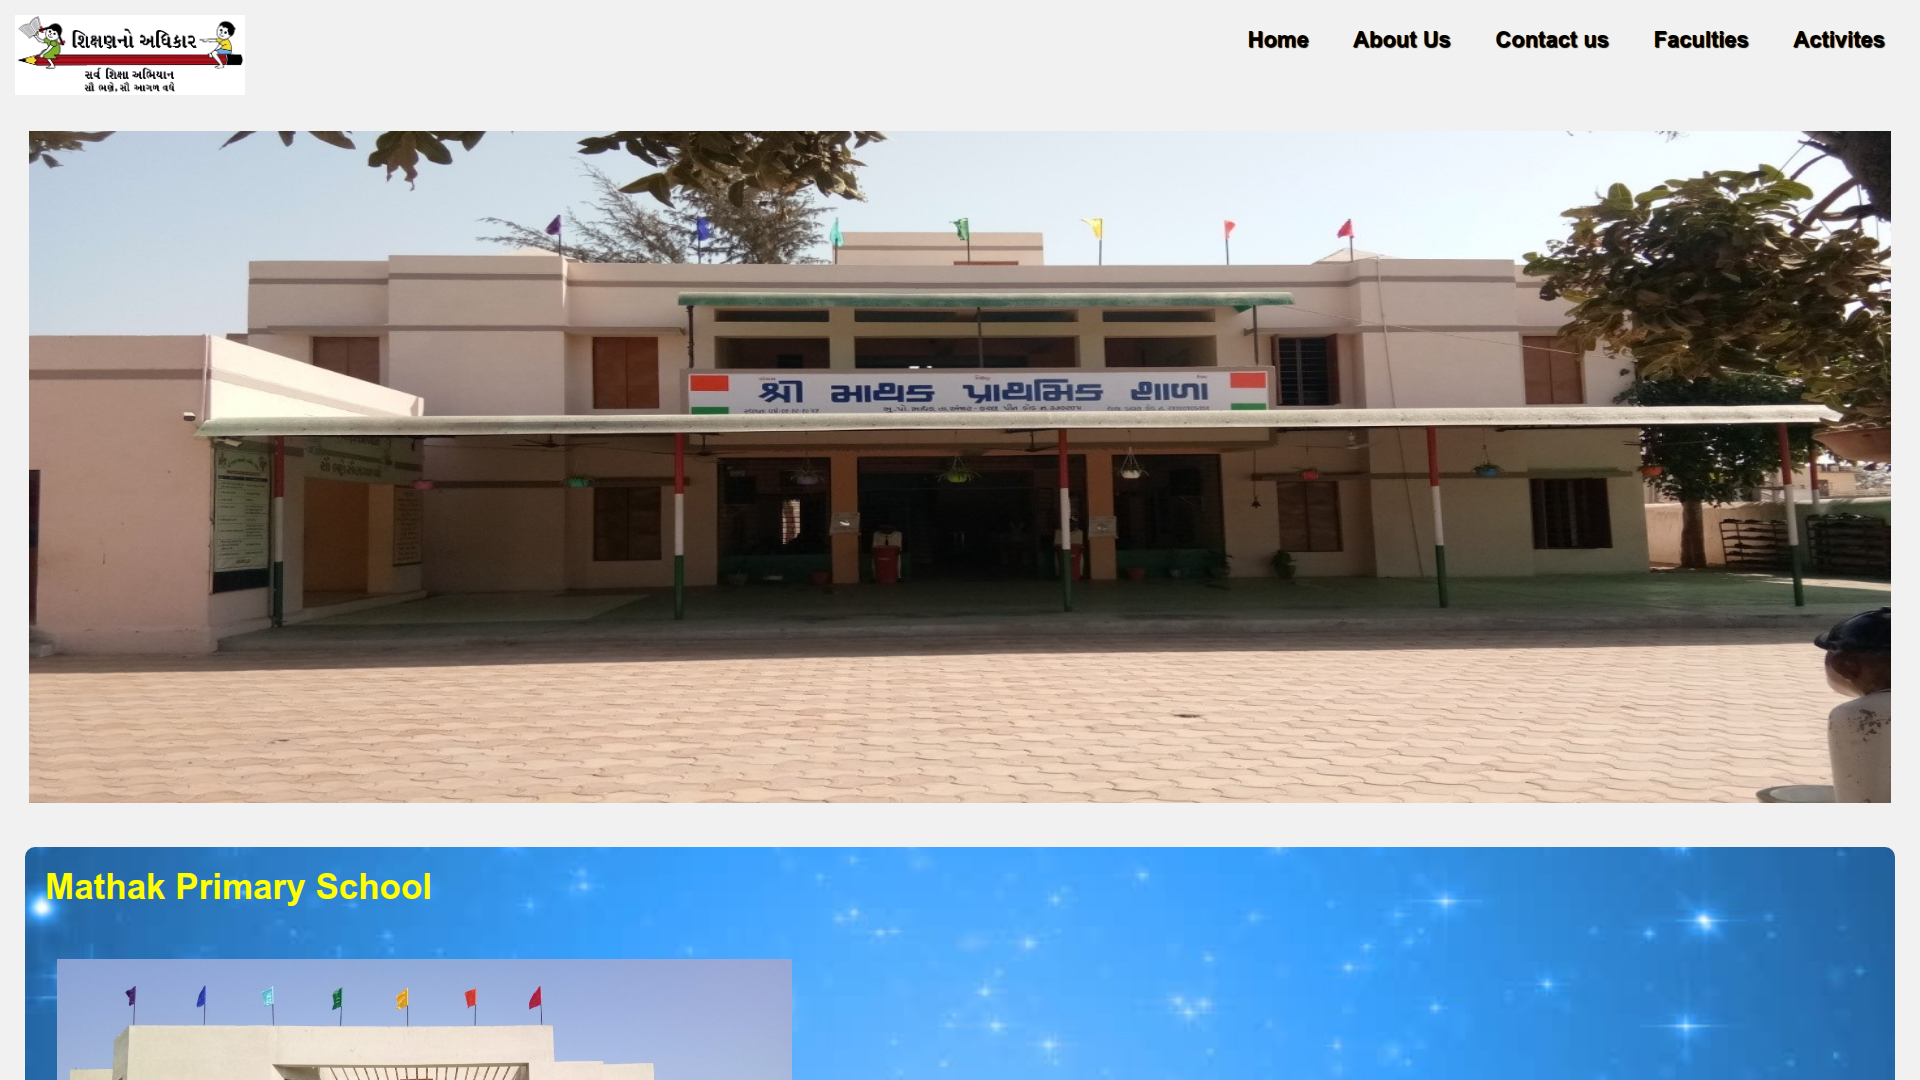 શિક્ષણનો અધિકાર
સર્વ શિક્ષા અભિયાન
સૌ ભણે, સૌ આગળ વધે
Home
About Us
Contact us
Faculties
Activites
શ્રી માથક પ્રાથમિક શાળા
Mathak Primary School